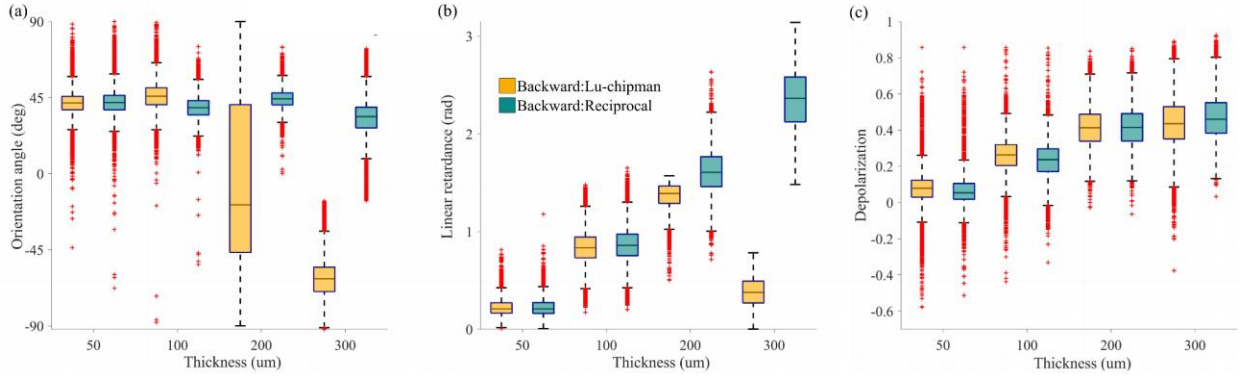 (a)
90
45
0
-45
-90
Orientation angle (deg)
50
100
200
300
Thickness (um)
(b)
3
2
1
0
Linear retardance (rad)
Backward:Lu-chipman
Backward:Reciprocal
50
100
200
300
Thickness (um)
(c)
1
0.8
0.6
0.4
0.2
0
-0.2
-0.4
-0.6
Depolarization
50
100
200
300
Thickness (um)